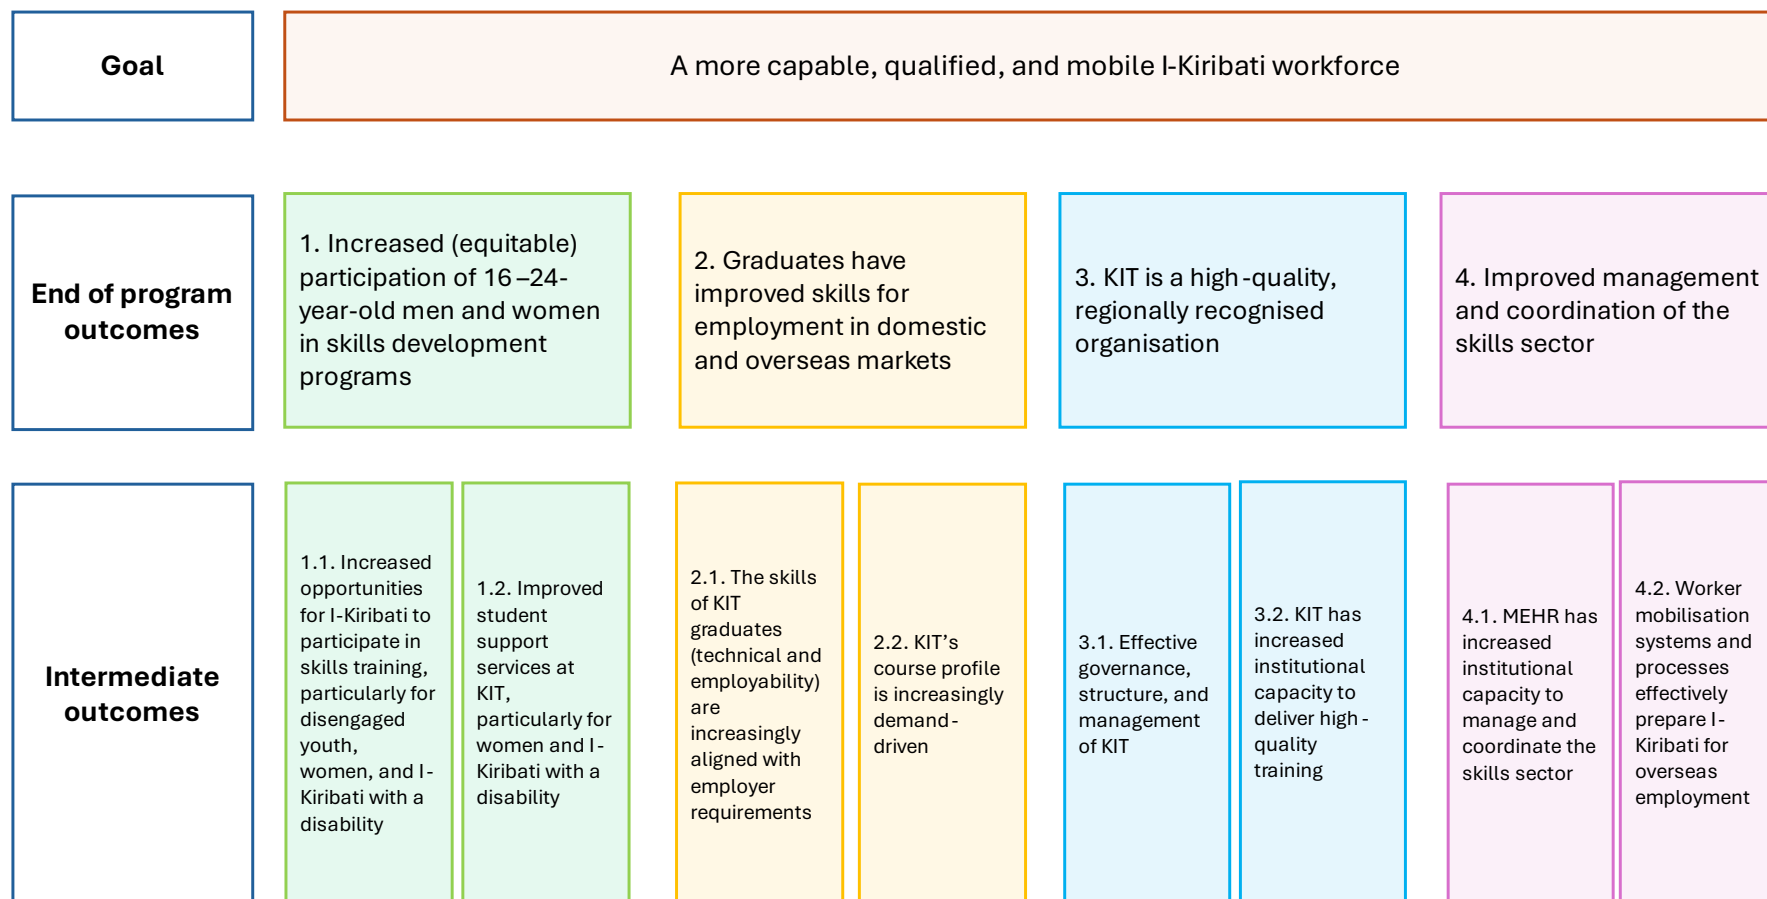 Goal
A more capable, qualified, and mobile I-Kiribati workforce
End of program
outcomes
1. Increased (equitable)
participation of 16–24-
year-old men and women
in skills development
programs
2. Graduates have
improved skills for
employment in domestic
and overseas markets
3. KIT is a high-quality,
regionally recognised
organisation
4. Improved management
and coordination of the
skills sector
Intermediate
outcomes
1.1. Increased
opportunities
for I-Kiribati to
participate in
skills training,
particularly for
disengaged
youth,
women, and I-
Kiribati with a
disability
1.2. Improved
student
support
services at
KIT,
particularly for
women and I-
Kiribati with a
disability
2.1. The skills
of KIT
graduates
(technical and
employability)
are
increasingly
aligned with
employer
requirements
2.2. KIT’s
course profile
is increasingly
demand-
driven
3.1. Effective
governance,
structure, and
management
of KIT
3.2. KIT has
increased
institutional
capacity to
deliver high-
quality
training
4.1. MEHR has
increased
institutional
capacity to
manage and
coordinate the
skills sector
4.2. Worker
mobilisation
systems and
processes
effectively
prepare I-
Kiribati for
overseas
employment